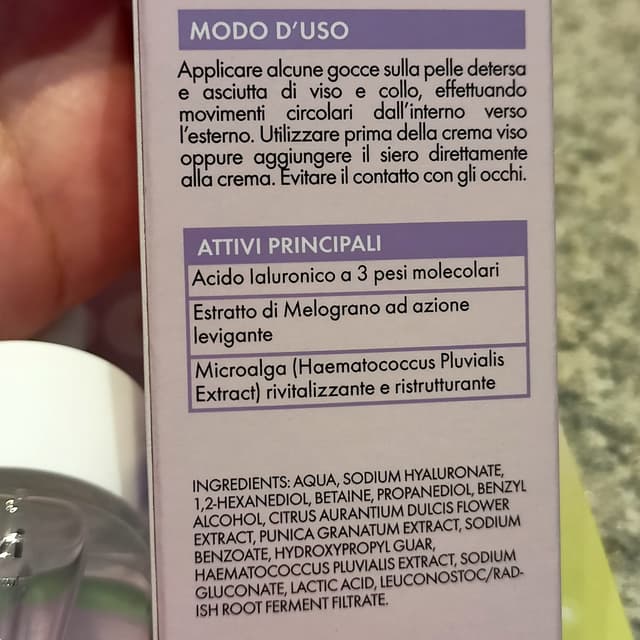 MODO D'USO
Applicare alcune gocce sulla pelle detersa
e asciutta di viso e collo, effettuando
movimenti circolari dall'interno verso
l'esterno. Utilizzare prima della crema viso
oppure aggiungere il siero direttamente
alla crema. Evitare il contatto con gli occhi.
ATTIVI PRINCIPALI
Acido Ialuronico a 3 pesi molecolari
Estratto di Melograno ad azione
levigante
Microalga (Haematococcus Pluvialis
Extract) rivitalizzante e ristrutturante
INGREDIENTS: AQUA, SODIUM HYALURONATE,
1,2-HEXANEDIOL, BETAINE, PROPANEDIOL, BENZYL
ALCOHOL, CITRUS AURANTIUM DULCIS FLOWER
EXTRACT, PUNICA GRANATUM EXTRACT, SODIUM
BENZOATE, HYDROXYPROPYL GUAR,
HAEMATOCOCCUS PLUVIALIS EXTRACT, SODIUM
GLUCONATE, LACTIC ACID, LEUCONOSTOC/RAD-
ISH ROOT FERMENT FILTRATE.